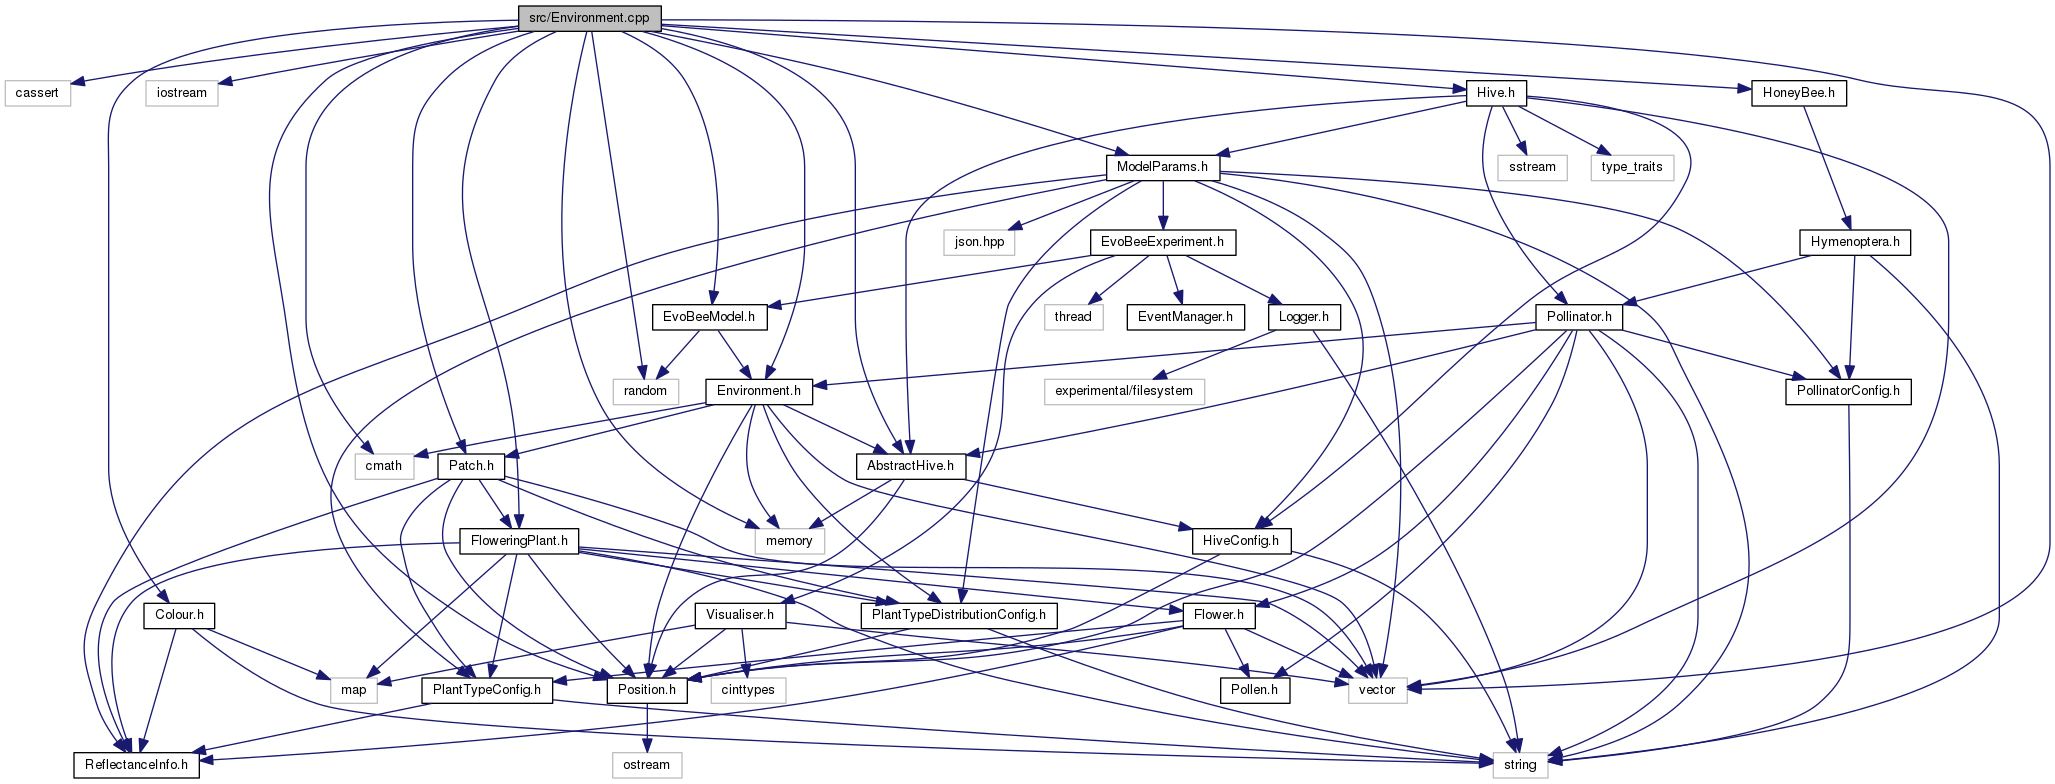 src/Environment.cpp
cassert
iostream
Hive.h
HoneyBee.h
ModelParams.h
sstream
type_traits
json.hpp
EvoBeeExperiment.h
Hymenoptera.h
EvoBeeModel.h
thread
EventManager.h
Logger.h
Pollinator.h
random
Environment.h
experimental/filesystem
PollinatorConfig.h
cmath
Patch.h
AbstractHive.h
FloweringPlant.h
memory
HiveConfig.h
Colour.h
Visualiser.h
PlantTypeDistributionConfig.h
Flower.h
map
PlantTypeConfig.h
Position.h
cinttypes
Pollen.h
vector
ReflectanceInfo.h
ostream
string